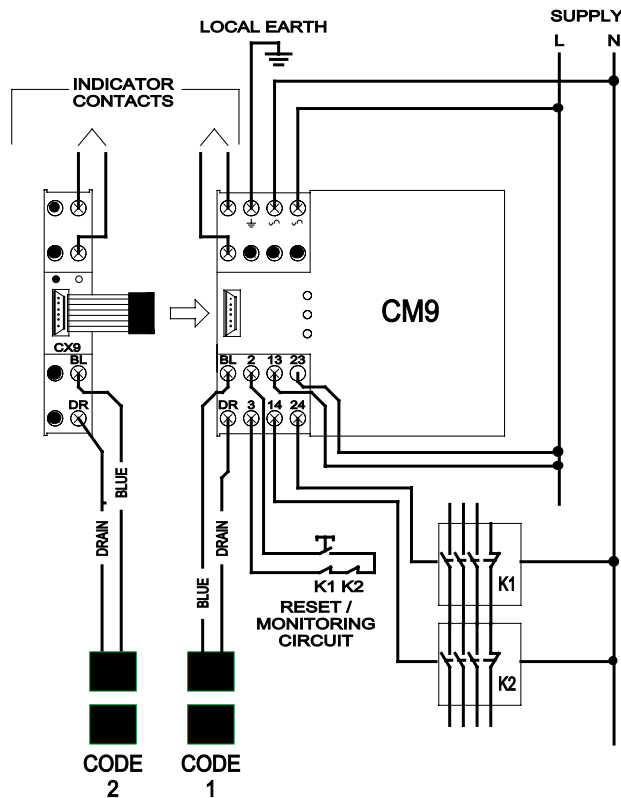 SUPPLY
L N
LOCAL EARTH
INDICATOR
CONTACTS
CM9
CX9
BL
DR
BL 2 13 23
DR 3 14 24
BLUE
DRAIN
BLUE
DRAIN
K1 K2
RESET /
MONITORING
CIRCUIT
K1
K2
CODE
2
CODE
1